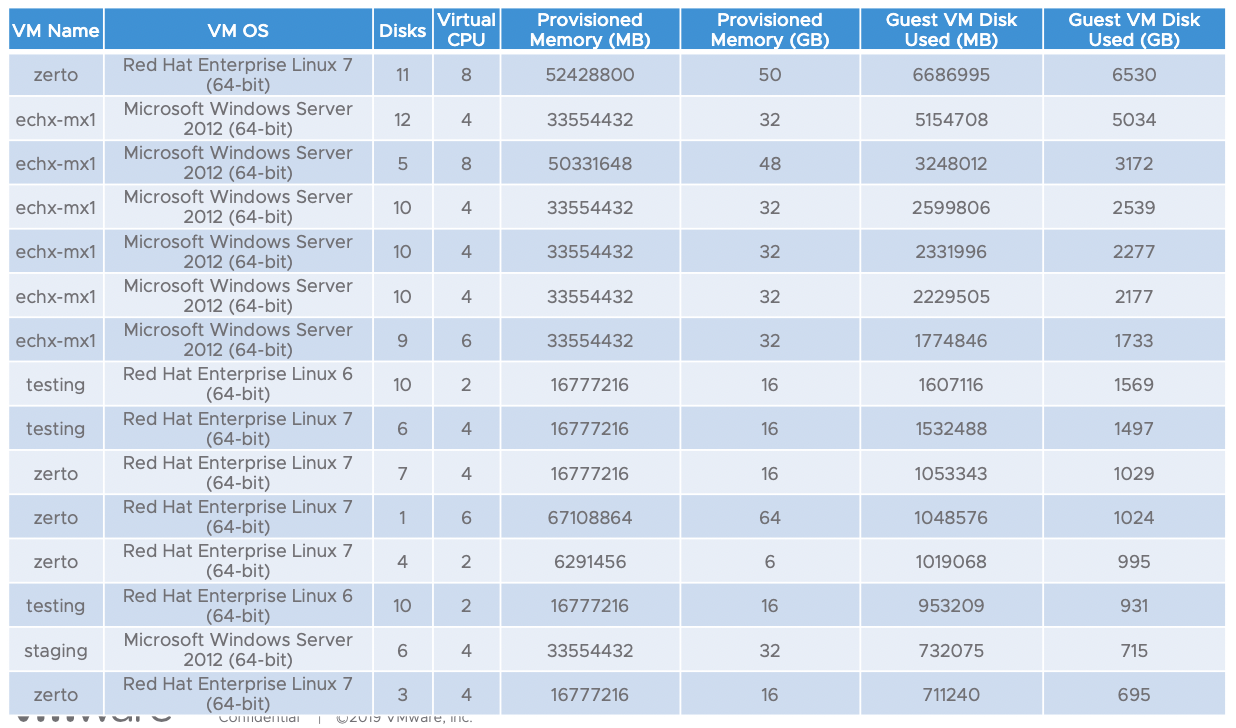 VM Name VM OS Disks Virtual CPU Provisioned Memory (MB) Provisioned Memory (GB) Guest VM Disk Used (MB) Guest VM Disk Used (GB)
zerto Red Hat Enterprise Linux 7 (64-bit) 11 8 52428800 50 6686995 6530
echx-mx1 Microsoft Windows Server 2012 (64-bit) 12 4 33554432 32 5154708 5034
echx-mx1 Microsoft Windows Server 2012 (64-bit) 5 8 50331648 48 3248012 3172
echx-mx1 Microsoft Windows Server 2012 (64-bit) 10 4 33554432 32 2599806 2539
echx-mx1 Microsoft Windows Server 2012 (64-bit) 10 4 33554432 32 2331996 2277
echx-mx1 Microsoft Windows Server 2012 (64-bit) 10 4 33554432 32 2229505 2177
echx-mx1 Microsoft Windows Server 2012 (64-bit) 9 6 33554432 32 1774846 1733
testing Red Hat Enterprise Linux 6 (64-bit) 10 2 16777216 16 1607116 1569
testing Red Hat Enterprise Linux 7 (64-bit) 6 4 16777216 16 1532488 1497
zerto Red Hat Enterprise Linux 7 (64-bit) 7 4 16777216 16 1053343 1029
zerto Red Hat Enterprise Linux 7 (64-bit) 1 6 67108864 64 1048576 1024
zerto Red Hat Enterprise Linux 7 (64-bit) 4 2 6291456 6 1019068 995
testing Red Hat Enterprise Linux 6 (64-bit) 10 2 16777216 16 953209 931
staging Microsoft Windows Server 2012 (64-bit) 6 4 33554432 32 732075 715
zerto Red Hat Enterprise Linux 7 (64-bit) 3 4 16777216 16 711240 695
vmware Confidential | ©2019 VMware, Inc.